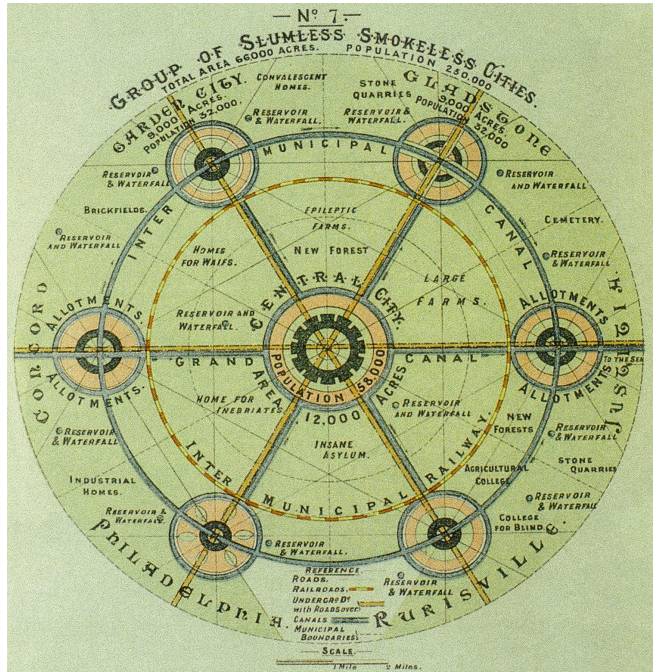 —Nº 7.—
GROUP OF SLUMLESS SMOKELESS CITIES.
TOTAL AREA 66000 ACRES. POPULATION 250,000
GARDEN CITY.
9,000 ACRES.
POPULATION 32,000.
CONVALESCENT
HOMES.
STONE
QUARRIES
GLADSTONE
9,000 ACRES.
POPULATION
32,000
RESERVOIR
& WATERFALL
RESERVOIR &
WATERFALL.
RESERVOIR
& WATERFALL
RESERVOIR
AND WATERFALL
INTER MUNICIPAL CANAL
BRICKFIELDS.
RESERVOIR
AND WATERFALL
EPILEPTIC
FARMS.
CEMETERY.
HOMES
FOR WAIFS.
NEW FOREST
RESERVOIR
& WATERFALL
LARGE
FARMS.
CENTRAL CITY.
RESERVOIR AND
WATERFALL.
CONCORD
ALLOTMENTS.
ALLOTMENTS.
ALLOTMENTS
ALLOTMENTS
JUSTITIA
TO THE SEA
GRAND CANAL
POPULATION 58,000
AREA 12,000 ACRES
HOME FOR
INEBRIATES
RESERVOIR
AND WATERFALL
RESERVOIR
& WATERFALL
INSANE
ASYLUM.
NEW
FORESTS
RESERVOIR
& WATERFALL
INTER MUNICIPAL RAILWAY.
AGRICULTURAL
COLLEGE
STONE
QUARRIES
INDUSTRIAL
HOMES.
RESERVOIR
& WATERFALL
RESERVOIR &
WATERFALL.
COLLEGE
FOR BLIND.
RESERVOIR
& WATERFALL.
PHILADELPHIA.
RURISVILLE.
RESERVOIR
& WATERFALL
REFERENCE.
ROADS.
RAILROADS.
UNDERGRD?
with ROADS over
CANALS
MUNICIPAL
BOUNDARIES
SCALE.
1 Mile 2 Miles.